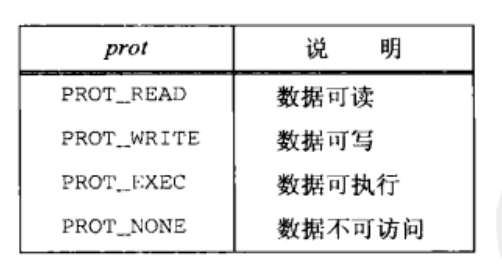 prot 说 明
PROT_READ 数据可读
PROT_WRITE 数据可写
PROT_EXEC 数据可执行
PROT_NONE 数据不可访问